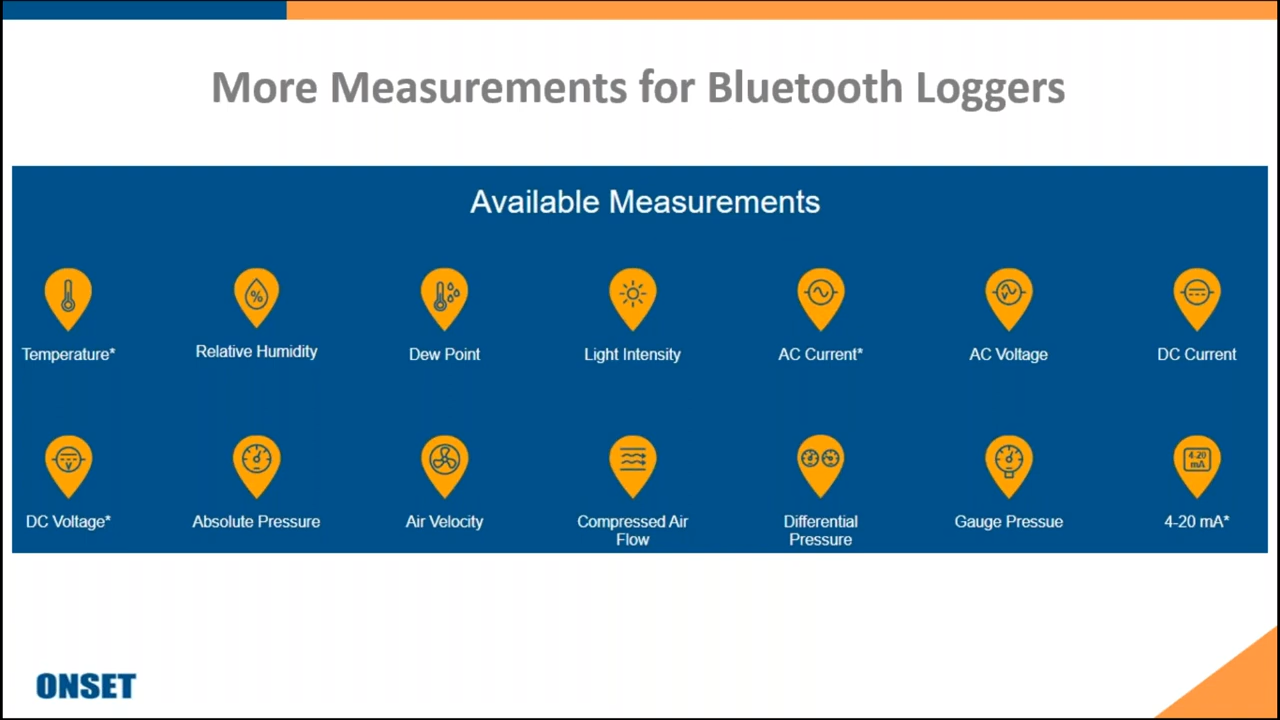 More Measurements for Bluetooth Loggers
Available Measurements
%
Temperature*
Relative Humidity
Dew Point
Light Intensity
AC Current*
V
AC Voltage
DC Current
V
4-20
mA
DC Voltage*
Absolute Pressure
Air Velocity
Compressed Air
Flow
Differential
Pressure
Gauge Pressue
4-20 mA*
ONSET